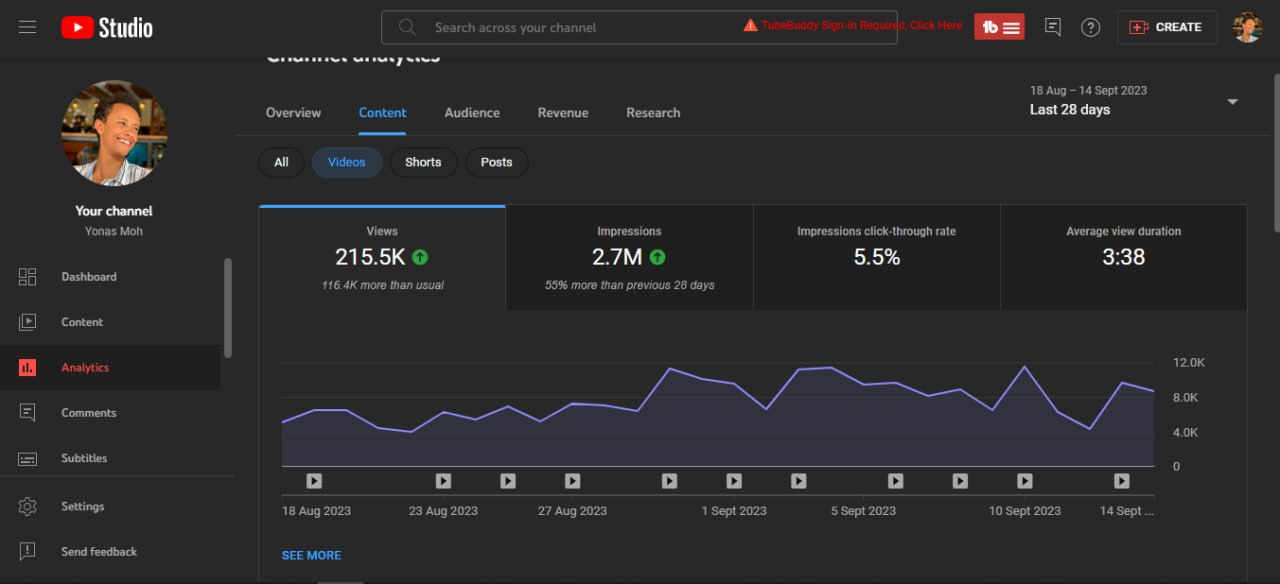 Studio
Search across your channel
TubeBuddy Sign-in Required, Click Here
tb
CREATE
Channel analytics
18 Aug – 14 Sept 2023
Last 28 days
Overview
Content
Audience
Revenue
Research
All
Videos
Shorts
Posts
Your channel
Yonas Moh
Dashboard
Content
Analytics
Comments
Subtitles
Settings
Send feedback
Views
215.5K
116.4K more than usual
Impressions
2.7M
55% more than previous 28 days
Impressions click-through rate
5.5%
Average view duration
3:38
12.0K
8.0K
4.0K
0
18 Aug 2023
23 Aug 2023
27 Aug 2023
1 Sept 2023
5 Sept 2023
10 Sept 2023
14 Sept ...
SEE MORE